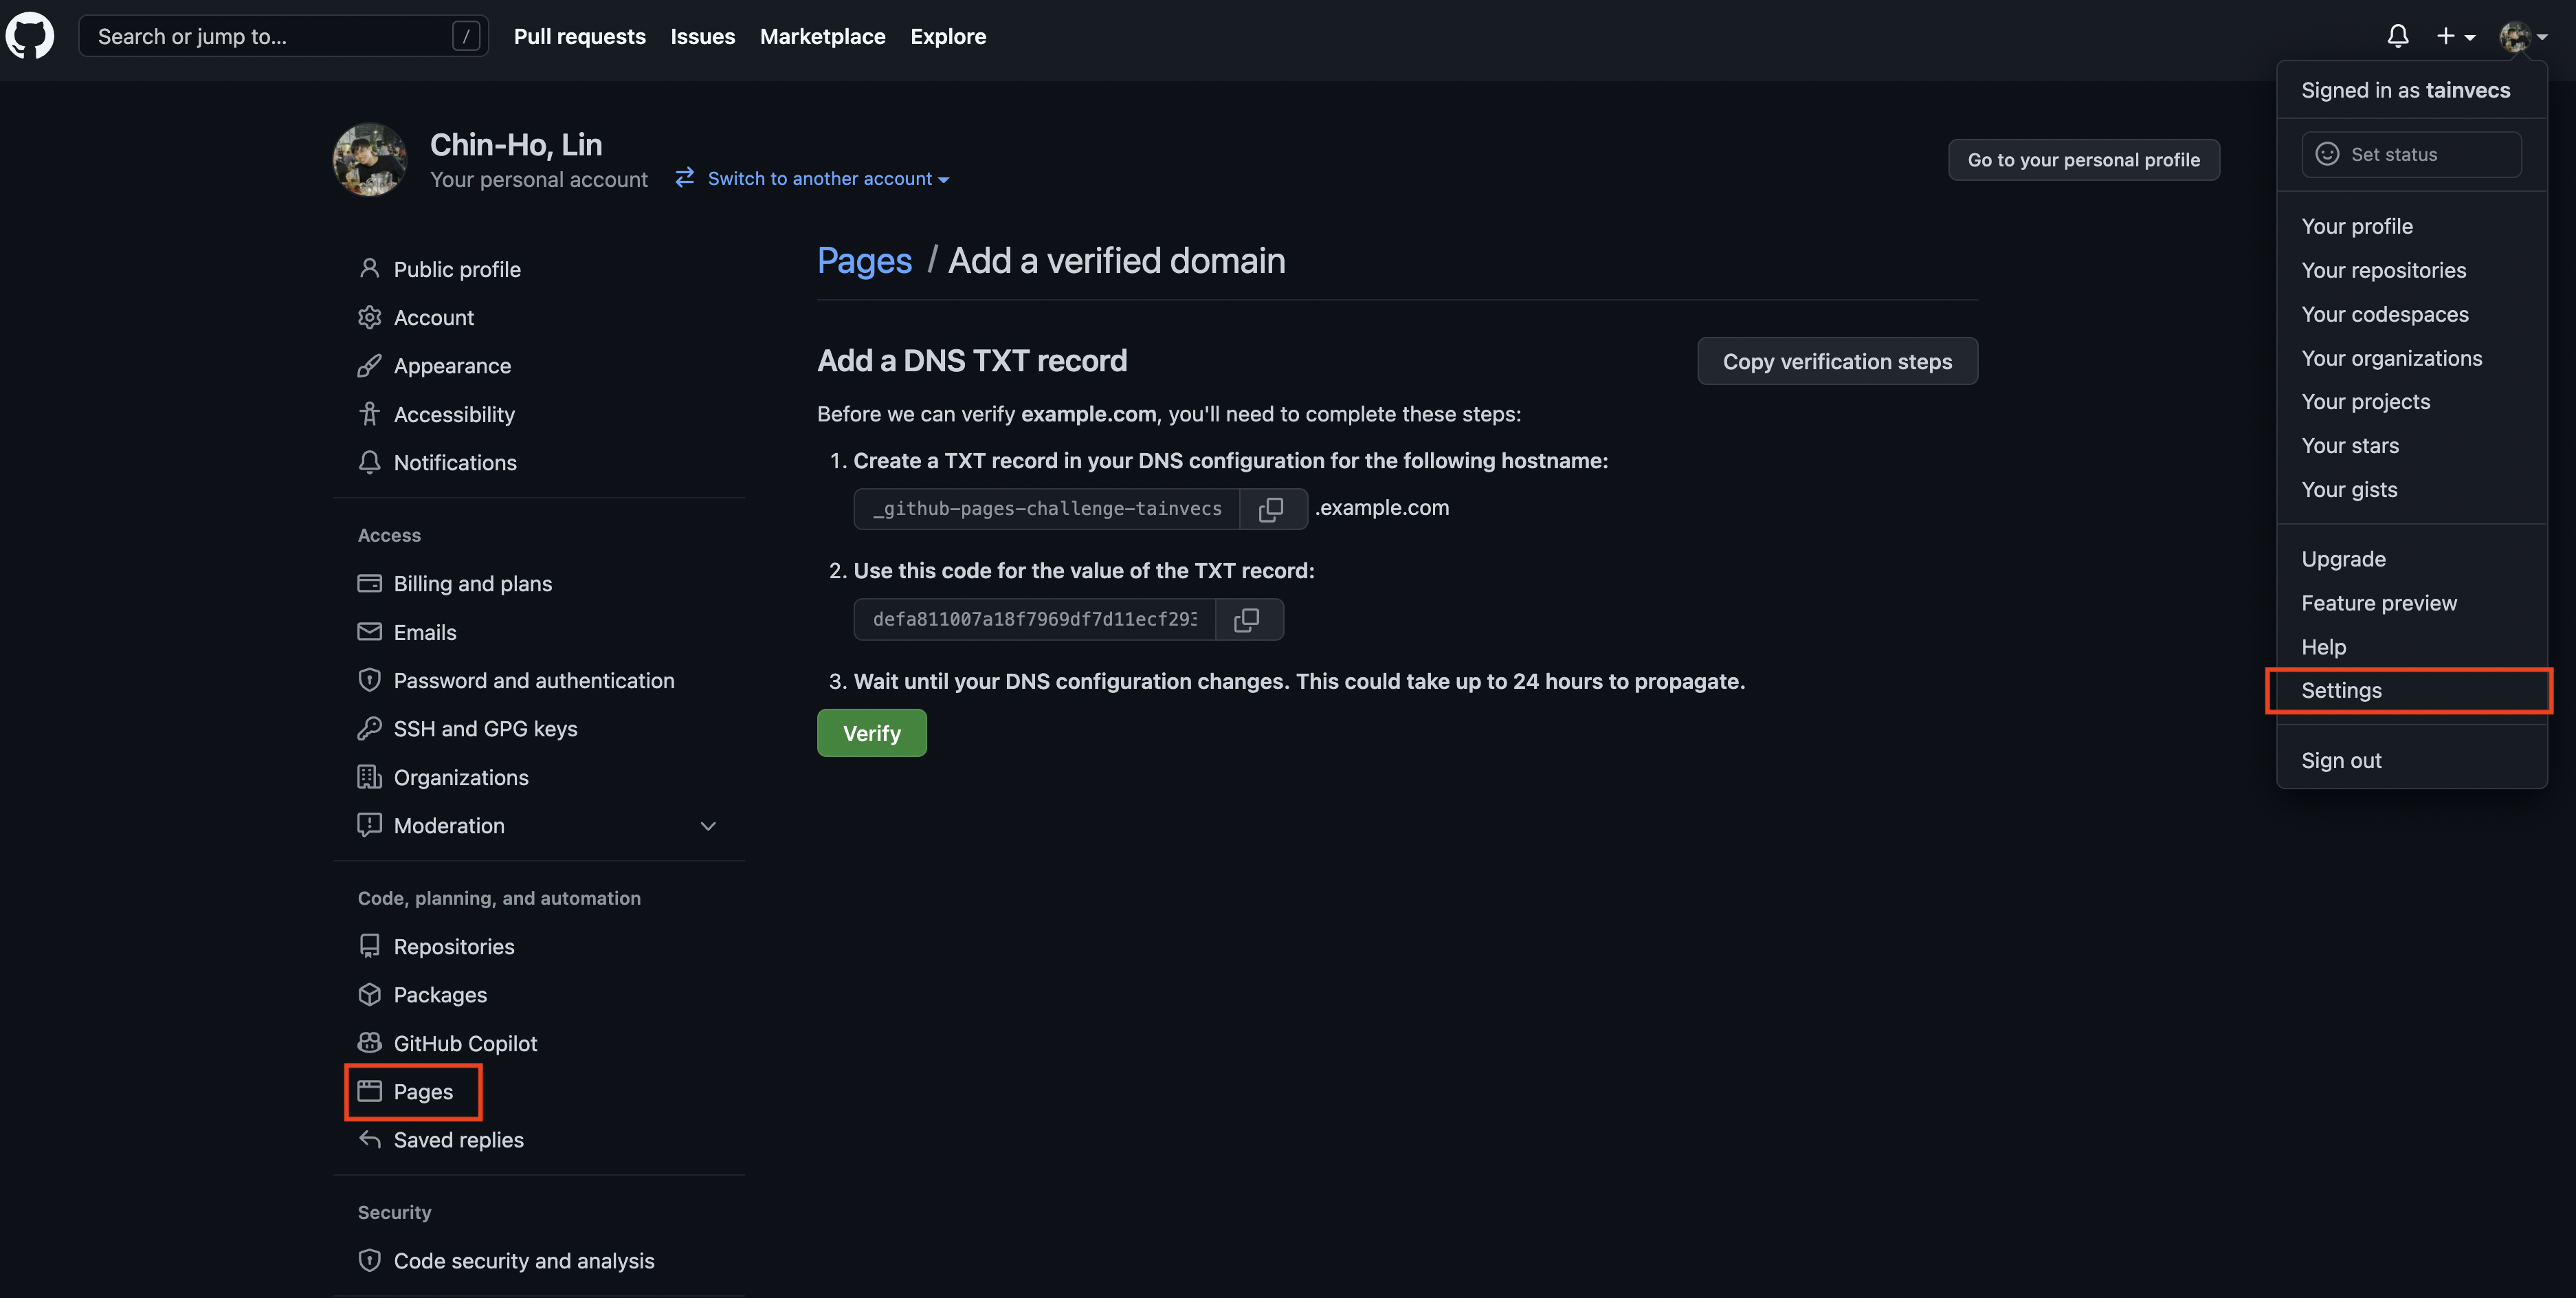 Search or jump to...
/
Pull requests
Issues
Marketplace
Explore
Signed in as tainvecs
Set status
Your profile
Your repositories
Your codespaces
Your organizations
Your projects
Your stars
Your gists
Upgrade
Feature preview
Help
Settings
Sign out
Chin-Ho, Lin
Your personal account
Switch to another account
Go to your personal profile
Public profile
Account
Appearance
Accessibility
Notifications
Access
Billing and plans
Emails
Password and authentication
SSH and GPG keys
Organizations
Moderation
Code, planning, and automation
Repositories
Packages
GitHub Copilot
Pages
Saved replies
Security
Code security and analysis
Pages / Add a verified domain
Add a DNS TXT record
Copy verification steps
Before we can verify example.com, you'll need to complete these steps:
1. Create a TXT record in your DNS configuration for the following hostname:
_github-pages-challenge-tainvecs .example.com
2. Use this code for the value of the TXT record:
defa811007a18f7969df7d11ecf293
3. Wait until your DNS configuration changes. This could take up to 24 hours to propagate.
Verify